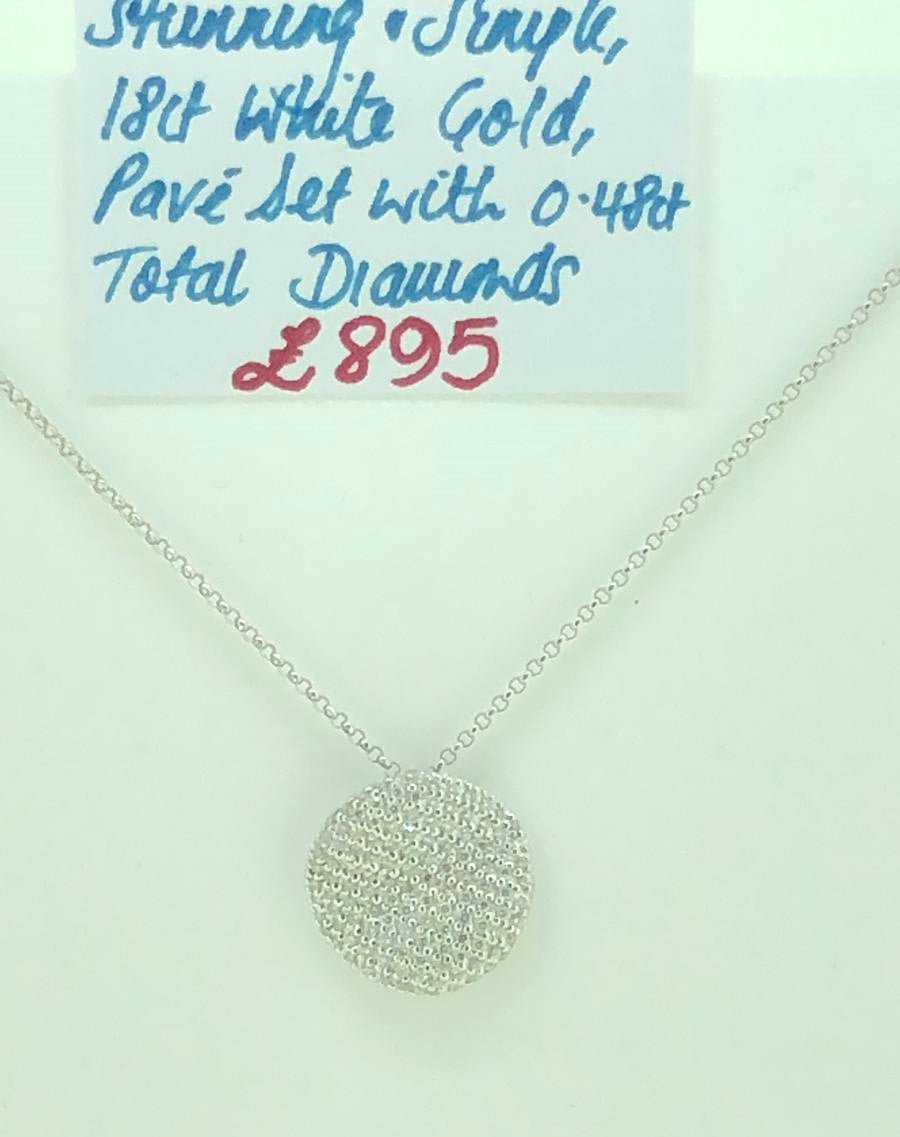 Stunning & Simple,
18ct White Gold,
Pavé Set with 0.48ct
Total Diamonds
£895